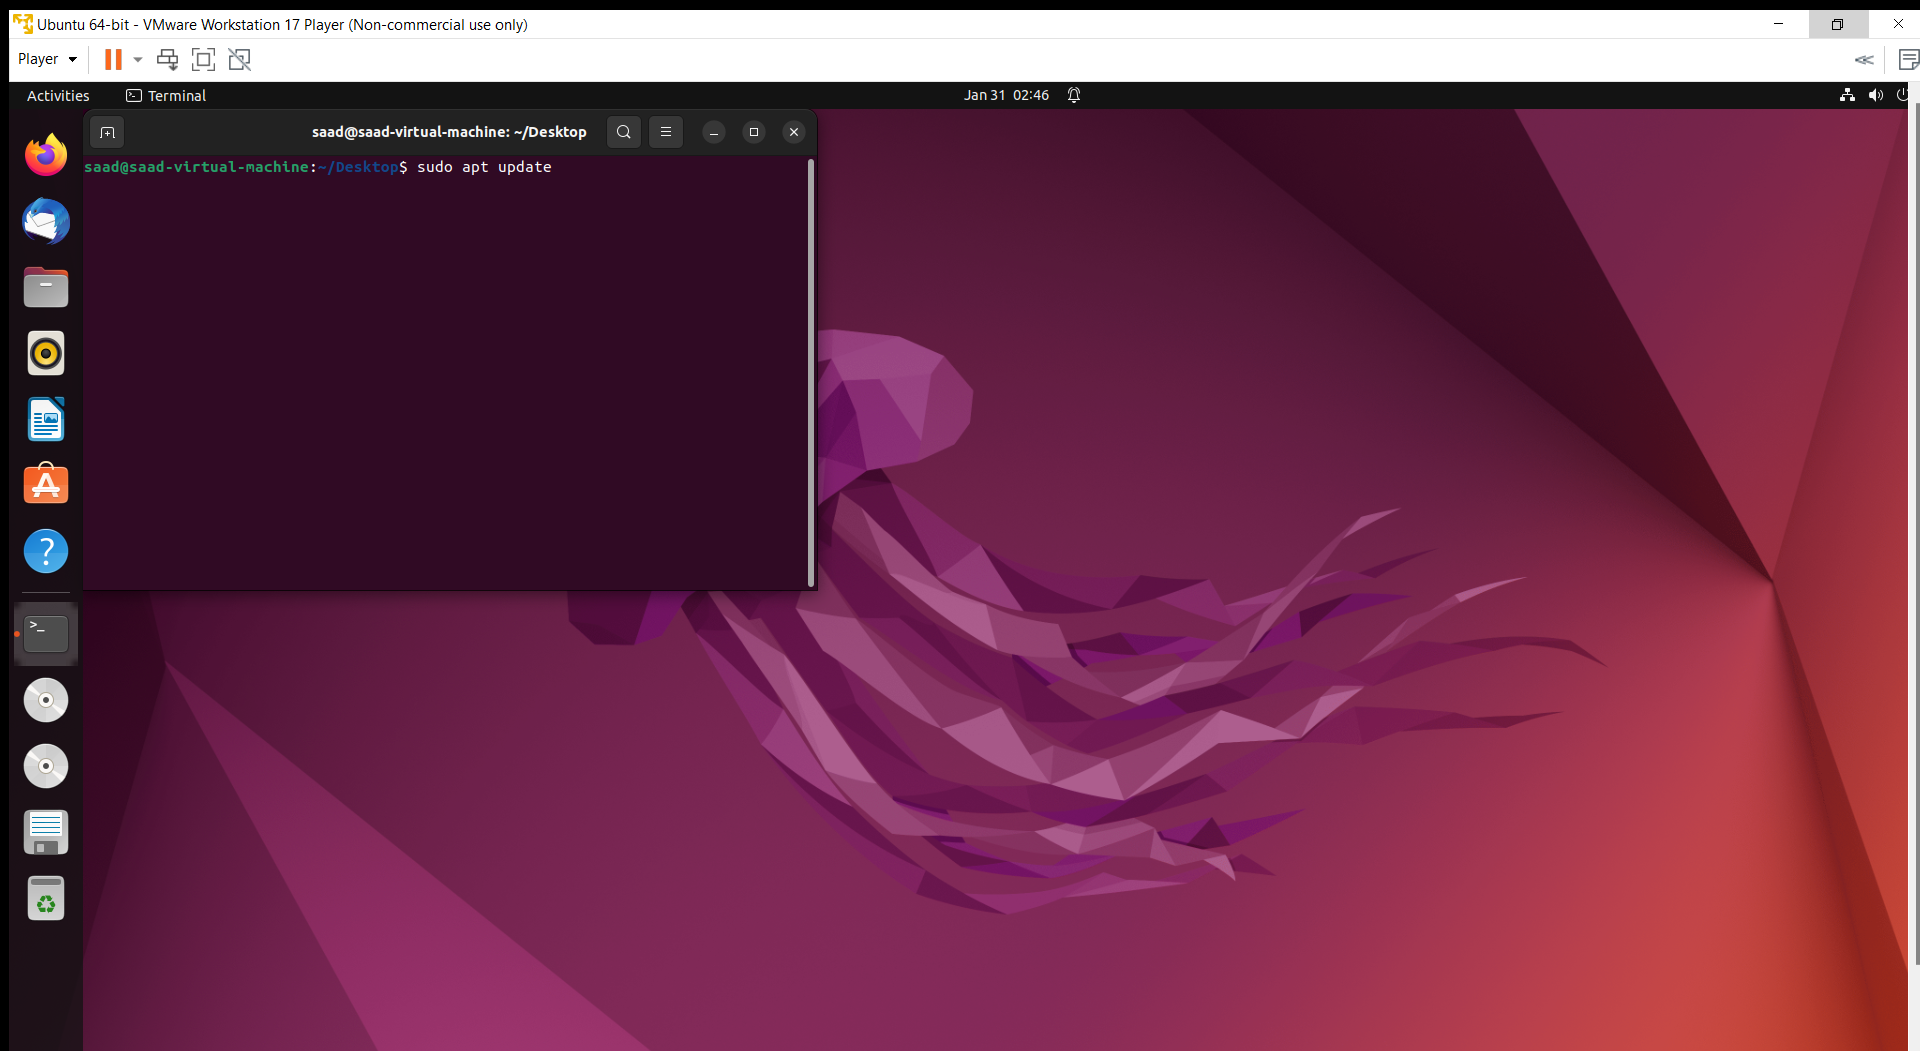 Ubuntu 64-bit - VMware Workstation 17 Player (Non-commercial use only)
Player
Activities
Terminal
Jan 31 02:46
saad@saad-virtual-machine: ~/Desktop
saad@saad-virtual-machine:~/Desktop$ sudo apt update